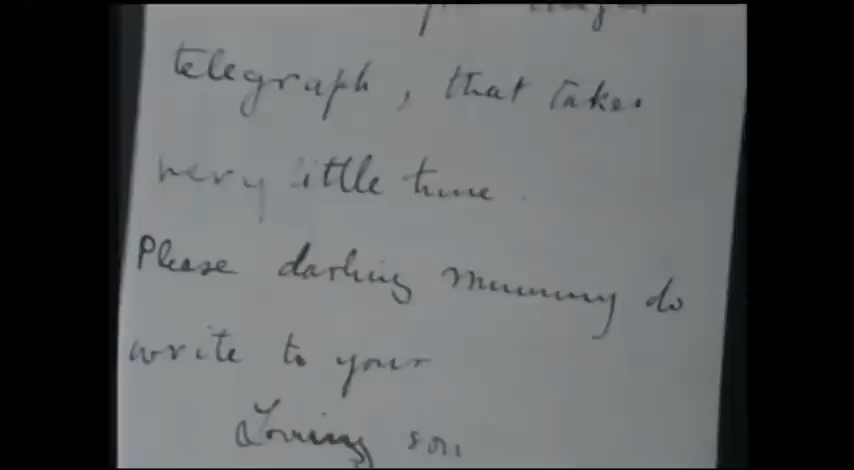 telegraph, that takes
very little time.
Please darling Mummy do
write to your
Loving son